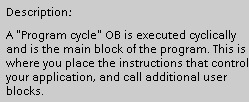 Description:
A "Program cycle" OB is executed cyclically
and is the main block of the program. This is
where you place the instructions that control
your application, and call additional user
blocks.